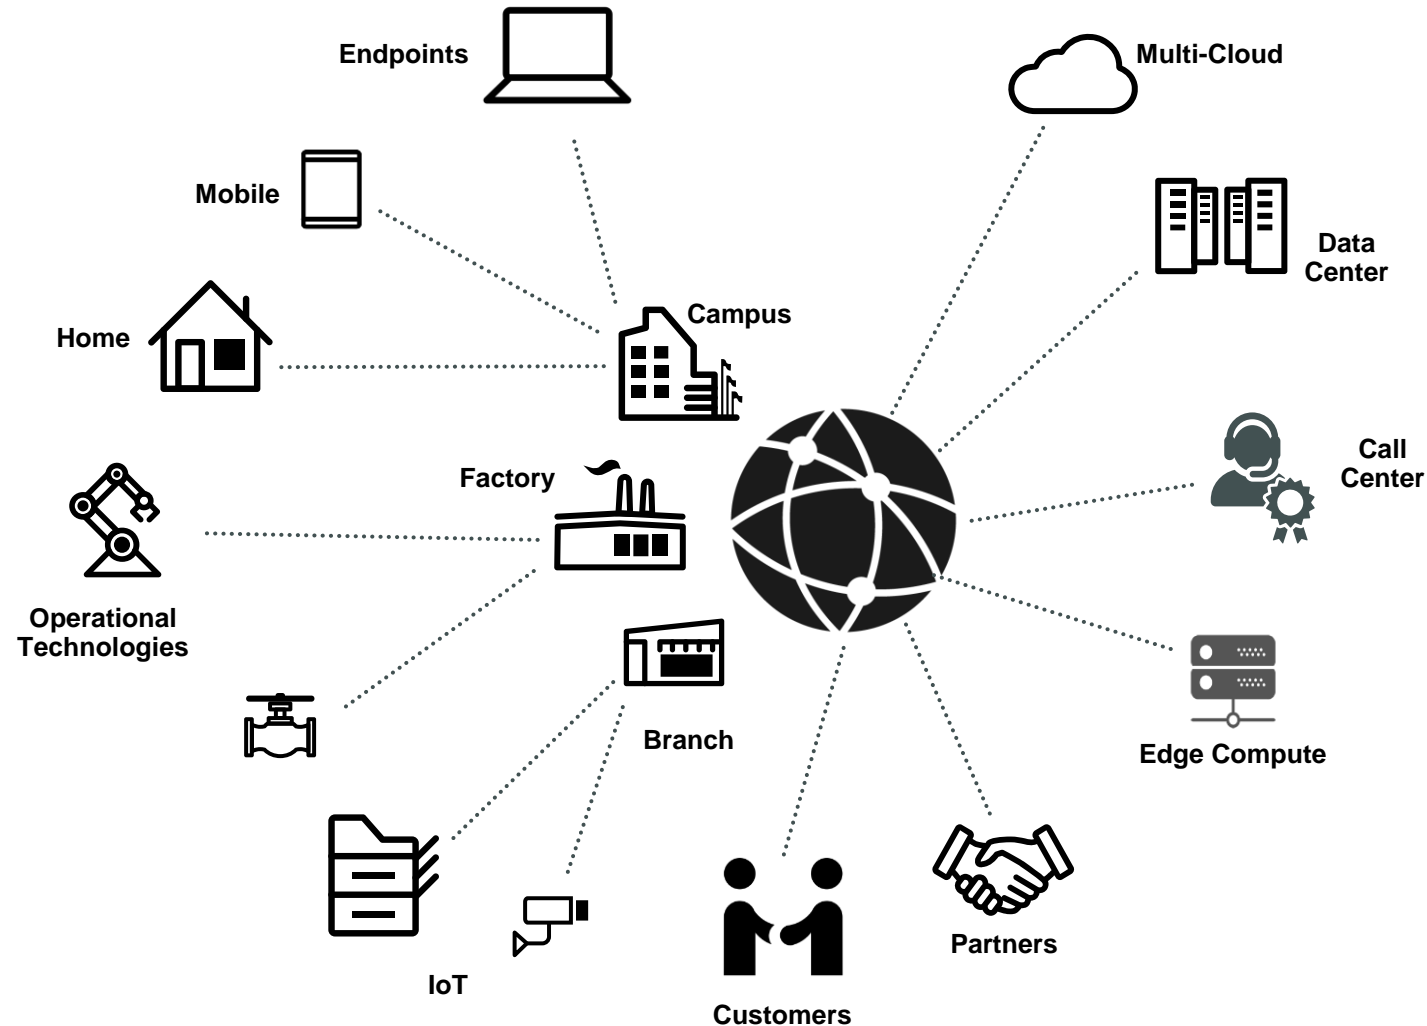 Endpoints
Multi-Cloud
Mobile
Data
Center
Home
Campus
Factory
Call
Center
Operational
Technologies
Branch
Edge Compute
IoT
Partners
Customers